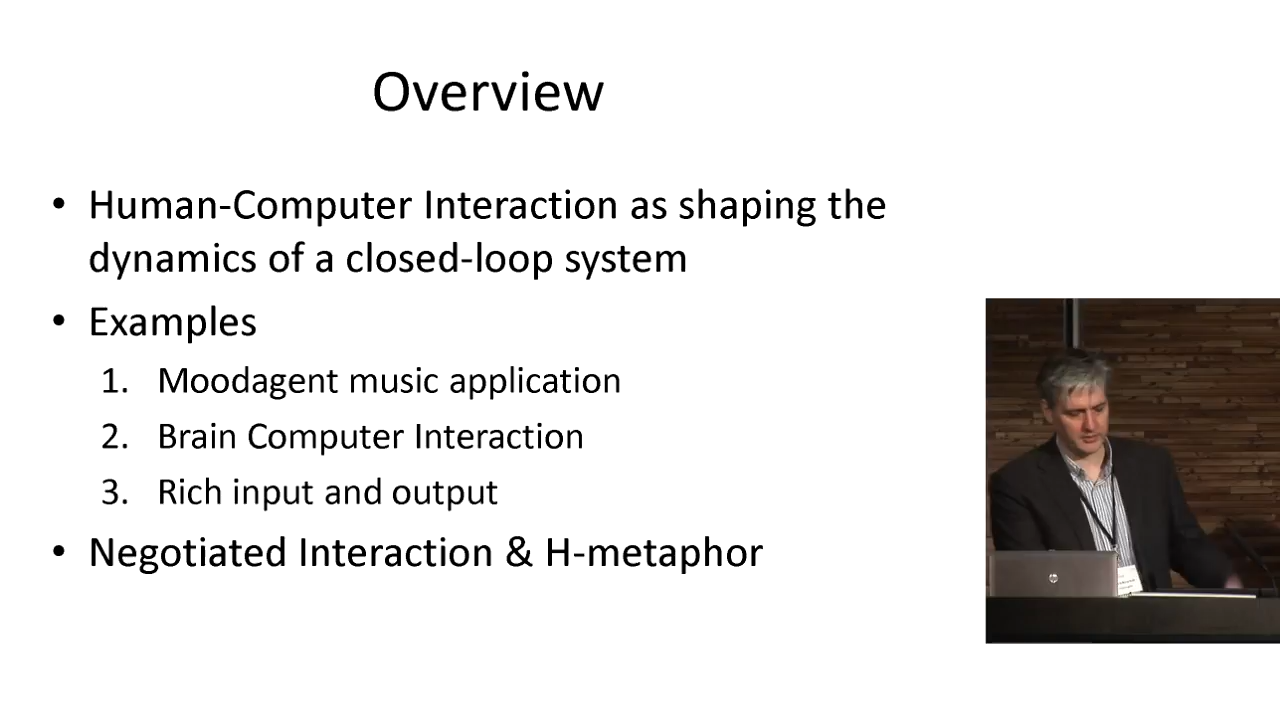 Overview
• Human-Computer Interaction as shaping the
dynamics of a closed-loop system
• Examples
1. Moodagent music application
2. Brain Computer Interaction
3. Rich input and output
• Negotiated Interaction & H-metaphor
hp